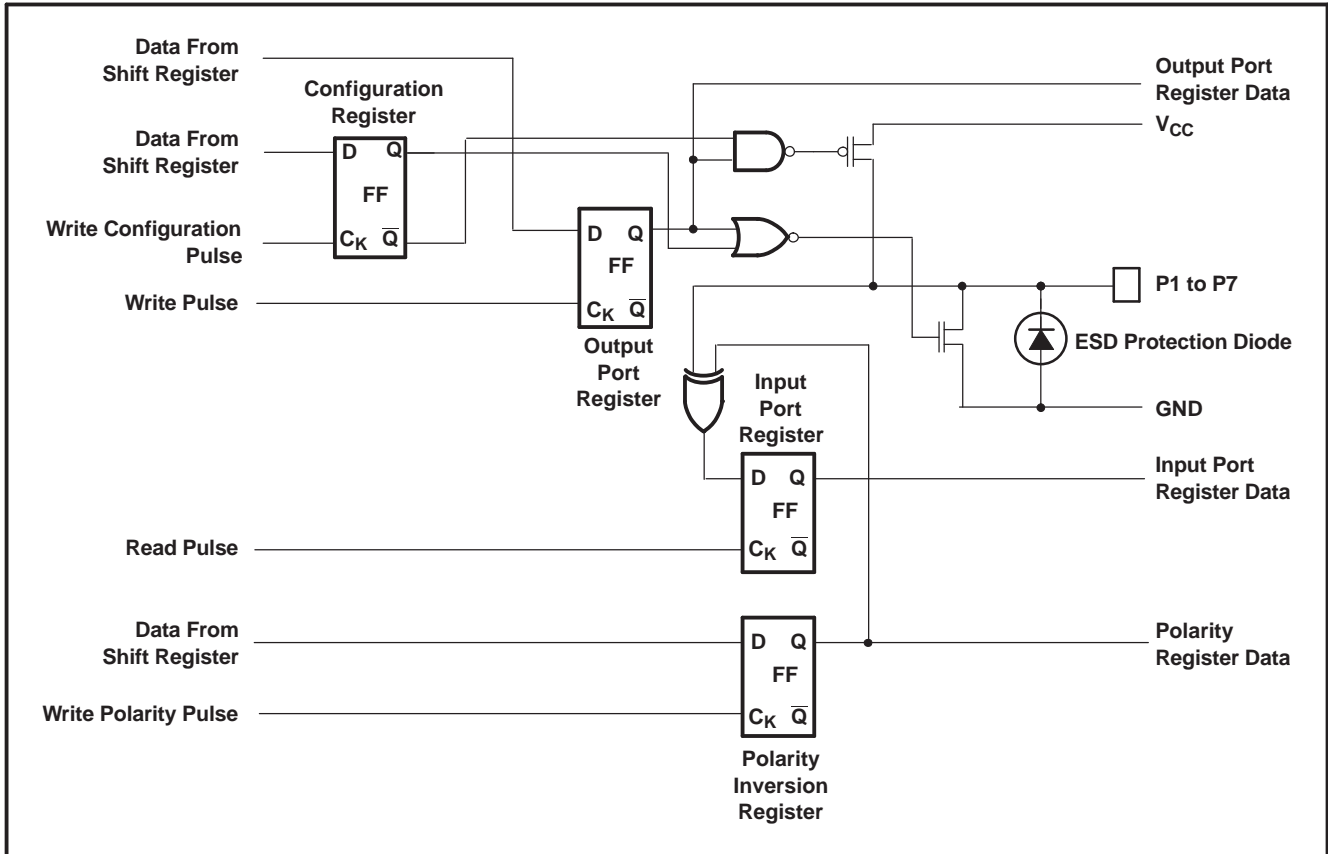 Data From
Shift Register
Configuration
Register
Data From
Shift Register
D Q
FF
CK Q
Write Configuration
Pulse
Write Pulse
D Q
FF
CK Q
Output
Port
Register
Output Port
Register Data
VCC
P1 to P7
ESD Protection Diode
GND
Input
Port
Register
D Q
FF
CK Q
Input Port
Register Data
Read Pulse
Data From
Shift Register
D Q
FF
CK Q
Polarity
Register Data
Write Polarity Pulse
Polarity
Inversion
Register